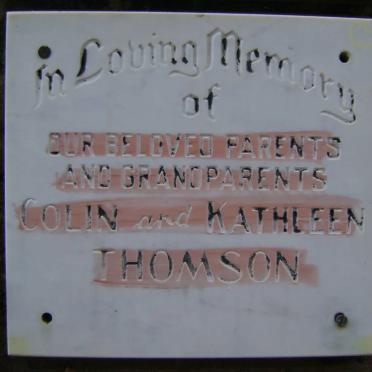 In Loving Memory
of
OUR BELOVED PARENTS
AND GRANDPARENTS
COLIN and KATHLEEN
THOMSON